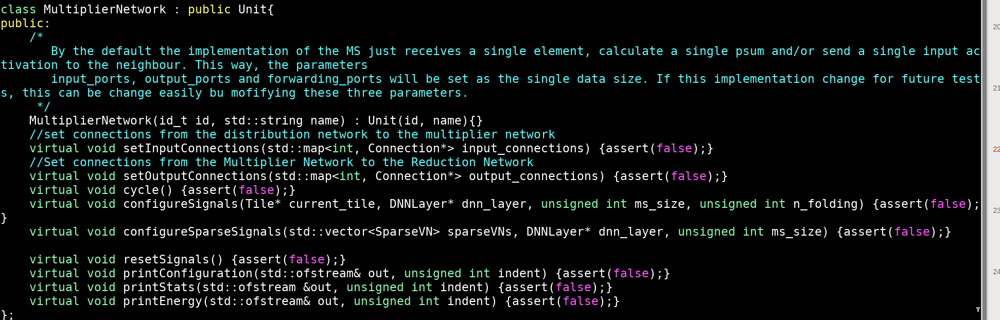 class MultiplierNetwork : public Unit{
public:
    /*
       By the default the implementation of the MS just receives a single element, calculate a single psum and/or send a single input ac
tivation to the neighbour. This way, the parameters
       input_ports, output_ports and forwarding_ports will be set as the single data size. If this implementation change for future test
s, this can be change easily bu mofifying these three parameters.
     */
    MultiplierNetwork(id_t id, std::string name) : Unit(id, name){}
    //set connections from the distribution network to the multiplier network
    virtual void setInputConnections(std::map<int, Connection*> input_connections) {assert(false);}
    //Set connections from the Multiplier Network to the Reduction Network
    virtual void setOutputConnections(std::map<int, Connection*> output_connections) {assert(false);}
    virtual void cycle() {assert(false);}
    virtual void configureSignals(Tile* current_tile, DNNLayer* dnn_layer, unsigned int ms_size, unsigned int n_folding) {assert(false);
}
    virtual void configureSparseSignals(std::vector<SparseVN> sparseVNs, DNNLayer* dnn_layer, unsigned int ms_size) {assert(false);}

    virtual void resetSignals() {assert(false);}
    virtual void printConfiguration(std::ofstream& out, unsigned int indent) {assert(false);}
    virtual void printStats(std::ofstream &out, unsigned int indent) {assert(false);}
    virtual void printEnergy(std::ofstream& out, unsigned int indent) {assert(false);}
};
20
21
22
23
24